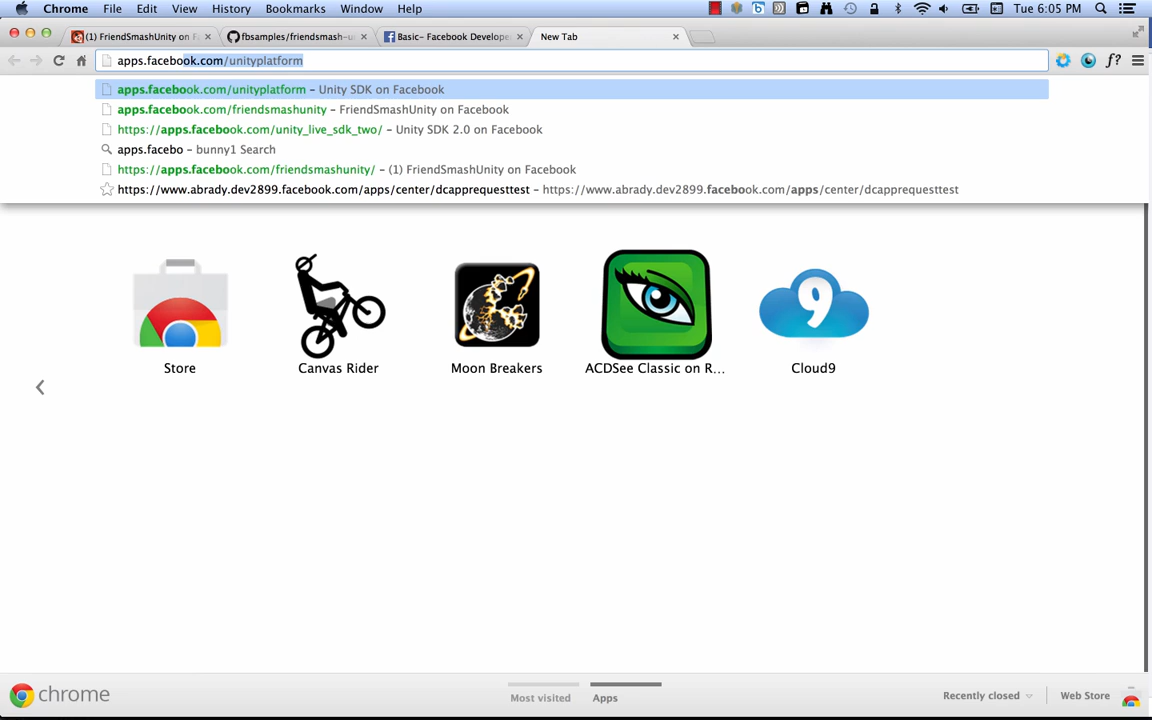 Chrome File Edit View History Bookmarks Window Help Tue 6:05 PM
(1) FriendSmashUnity on F fbsamples/friendsmash-u Basic- Facebook Develope New Tab
apps.facebook.com/unityplatform f?
apps.facebook.com/unityplatform – Unity SDK on Facebook
apps.facebook.com/friendsmashunity – FriendSmashUnity on Facebook
https://apps.facebook.com/unity_live_sdk_two/ – Unity SDK 2.0 on Facebook
apps.facebo – bunny1 Search
https://apps.facebook.com/friendsmashunity/ – (1) FriendSmashUnity on Facebook
https://www.abrady.dev2899.facebook.com/apps/center/dcapprequesttest – https://www.abrady.dev2899.facebook.com/apps/center/dcapprequesttest
9
Store Canvas Rider Moon Breakers ACDSee Classic on R... Cloud9
chrome Most visited Apps Recently closed Web Store